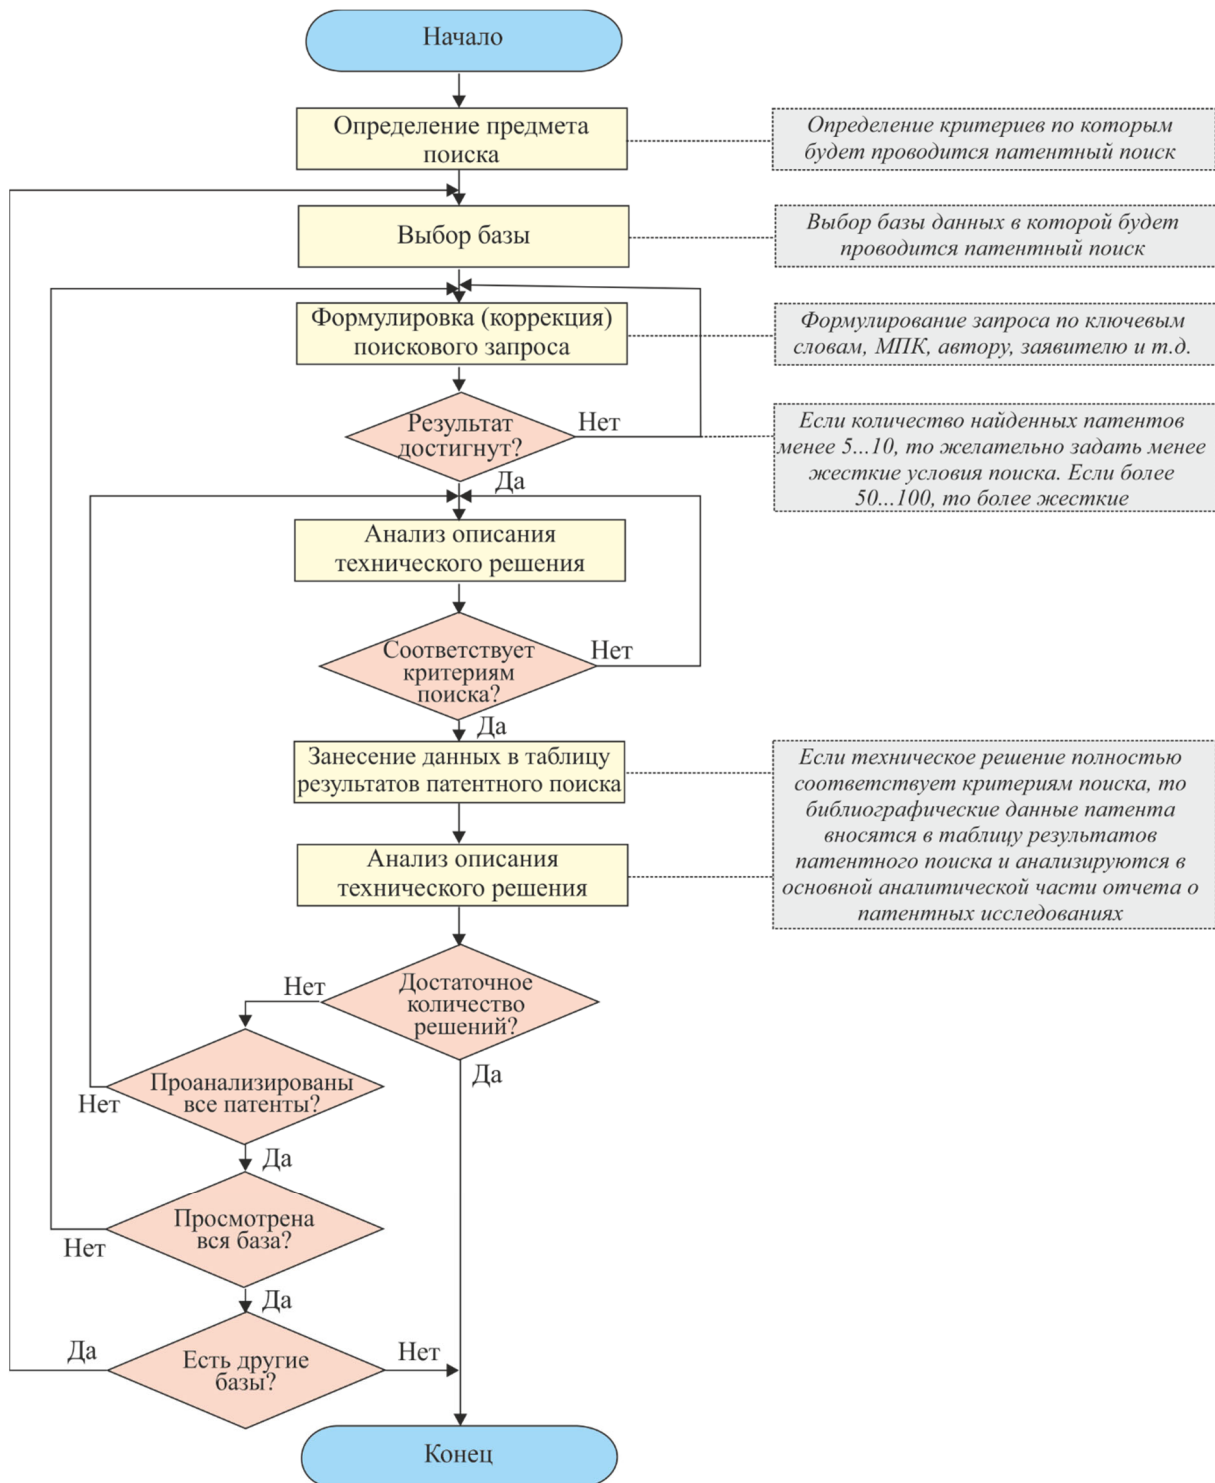 Начало
Определение предмета
поиска
Определение критериев по которым
будет проводится патентный поиск
Выбор базы
Выбор базы данных в которой будет
проводится патентный поиск
Формулировка (коррекция)
поискового запроса
Формулирование запроса по ключевым
словам, МПК, автору, заявителю и т.д.
Результат
достигнут?
Нет
Если количество найденных патентов
менее 5...10, то желательно задать менее
жесткие условия поиска. Если более
50...100, то более жесткие
Да
Анализ описания
технического решения
Соответствует
критериям
поиска?
Нет
Да
Занесение данных в таблицу
результатов патентного поиска
Если техническое решение полностью
соответствует критериям поиска, то
библиографические данные патента
вносятся в таблицу результатов
патентного поиска и анализируются в
основной аналитической части отчета о
патентных исследованиях
Анализ описания
технического решения
Достаточное
количество
решений?
Нет
Да
Проанализированы
все патенты?
Нет
Да
Просмотрена
вся база?
Нет
Да
Есть другие
базы?
Да
Нет
Конец